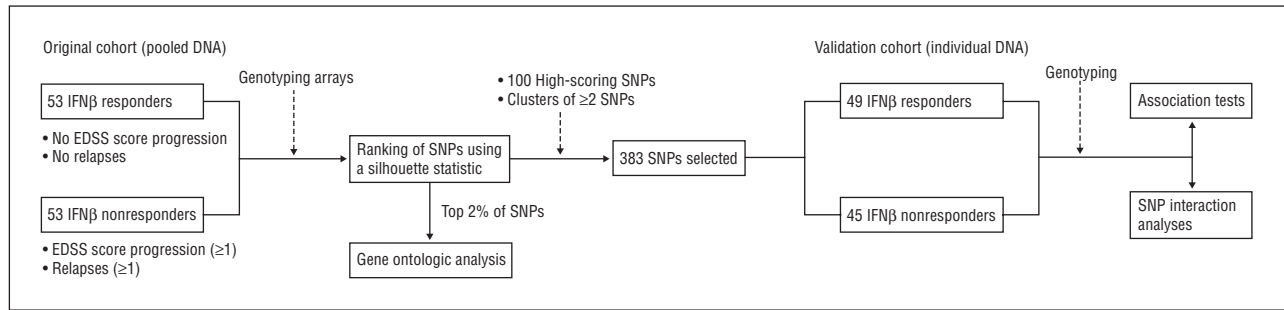 Original cohort (pooled DNA)
53 IFNβ responders
• No EDSS score progression
• No relapses
53 IFNβ nonresponders
• EDSS score progression (≥1)
• Relapses (≥1)
Genotyping arrays
Ranking of SNPs using
a silhouette statistic
Top 2% of SNPs
Gene ontologic analysis
• 100 High-scoring SNPs
• Clusters of ≥2 SNPs
383 SNPs selected
Validation cohort (individual DNA)
49 IFNβ responders
45 IFNβ nonresponders
Genotyping
Association tests
SNP interaction
analyses